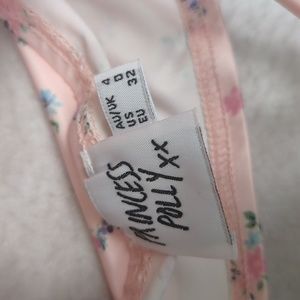 AU/UK 4
US 0
EU 32
PRINCESS
POLLY xx